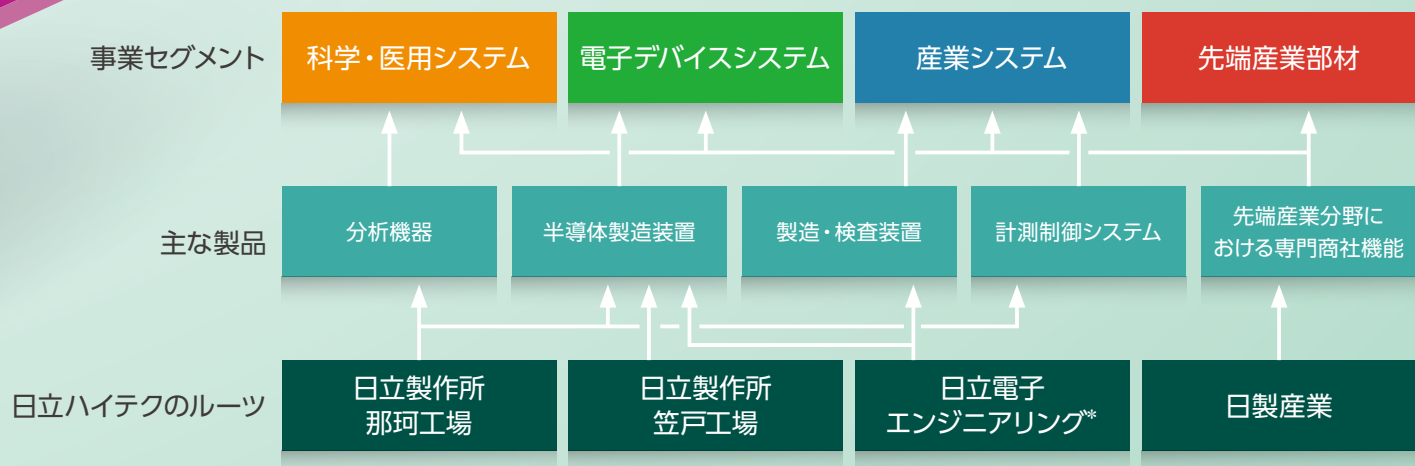 事業セグメント
科学・医用システム
電子デバイスシステム
産業システム
先端産業部材
主な製品
分析機器
半導体製造装置
製造・検査装置
計測制御システム
先端産業分野に
おける専門商社機能
日立ハイテクのルーツ
日立製作所
那珂工場
日立製作所
笠戸工場
日立電子
エンジニアリング*
日製産業